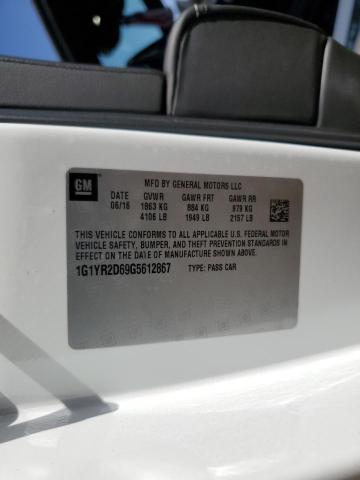 GM
MFD BY GENERAL MOTORS LLC
DATE GVWR GAWR FRT GAWR RR
06/16 1863 KG 884 KG 979 KG
4106 LB 1949 LB 2157 LB
THIS VEHICLE CONFORMS TO ALL APPLICABLE U.S. FEDERAL MOTOR
VEHICLE SAFETY, BUMPER, AND THEFT PREVENTION STANDARDS IN
EFFECT ON THE DATE OF MANUFACTURE SHOWN ABOVE.
1G1YR2D69G5612867 TYPE: PASS CAR